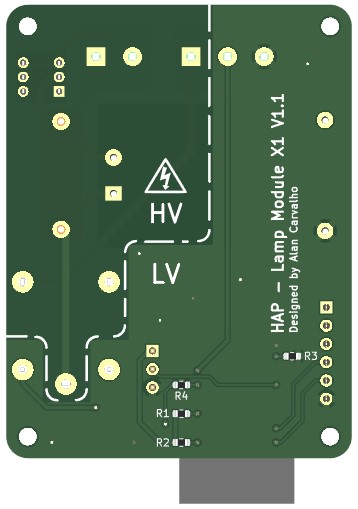 HAP - Lamp Module X1 V1.1
Designed by Alan Carvalho
HV
LV
R3
R4
R1
R2